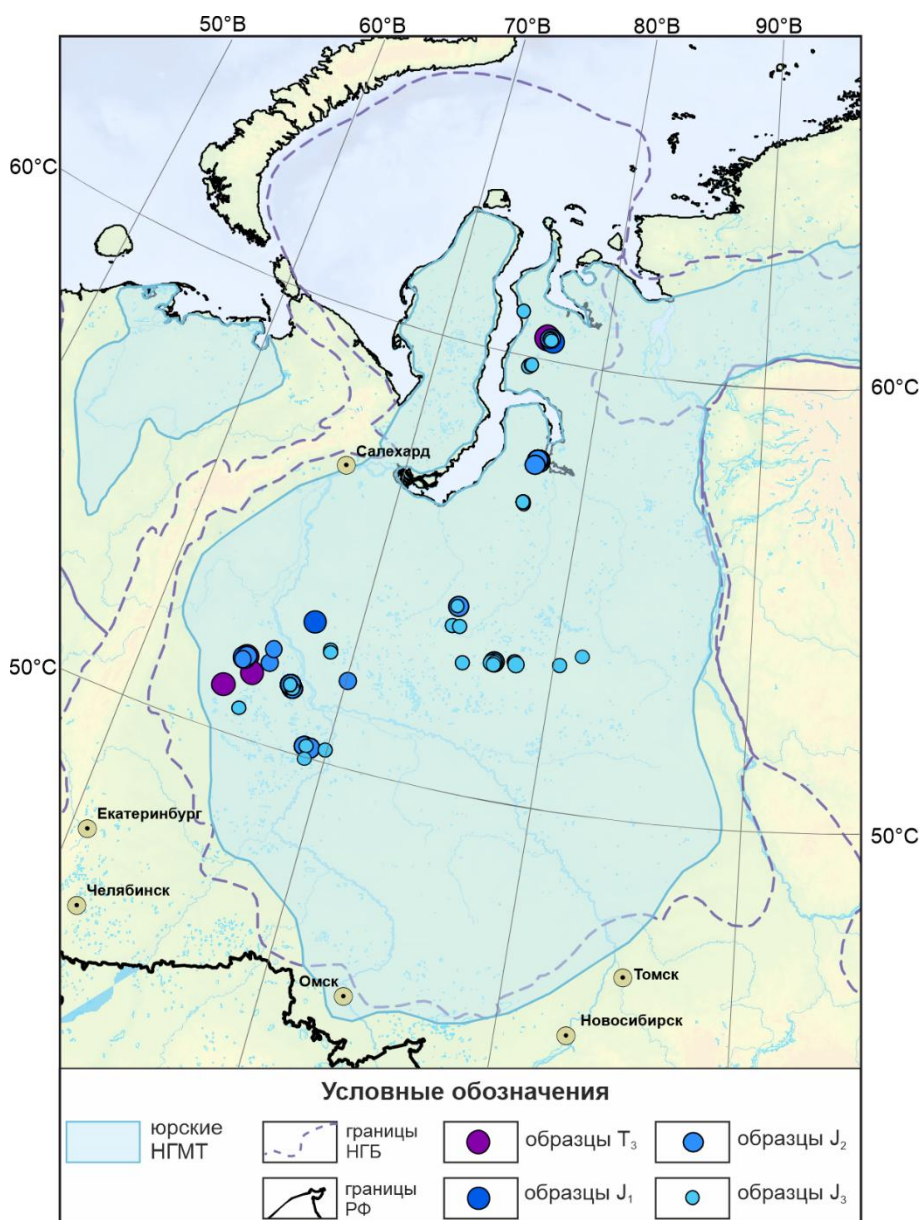 50°В
60°В
70°В
80°В
90°В
60°С
60°С
Салехард
50°С
Екатеринбург
50°С
Челябинск
Омск
Томск
Новосибирск
Условные обозначения
юрские
НГМТ
границы
НГБ
образцы T₃
образцы J₂
границы
РФ
образцы J₁
образцы J₃